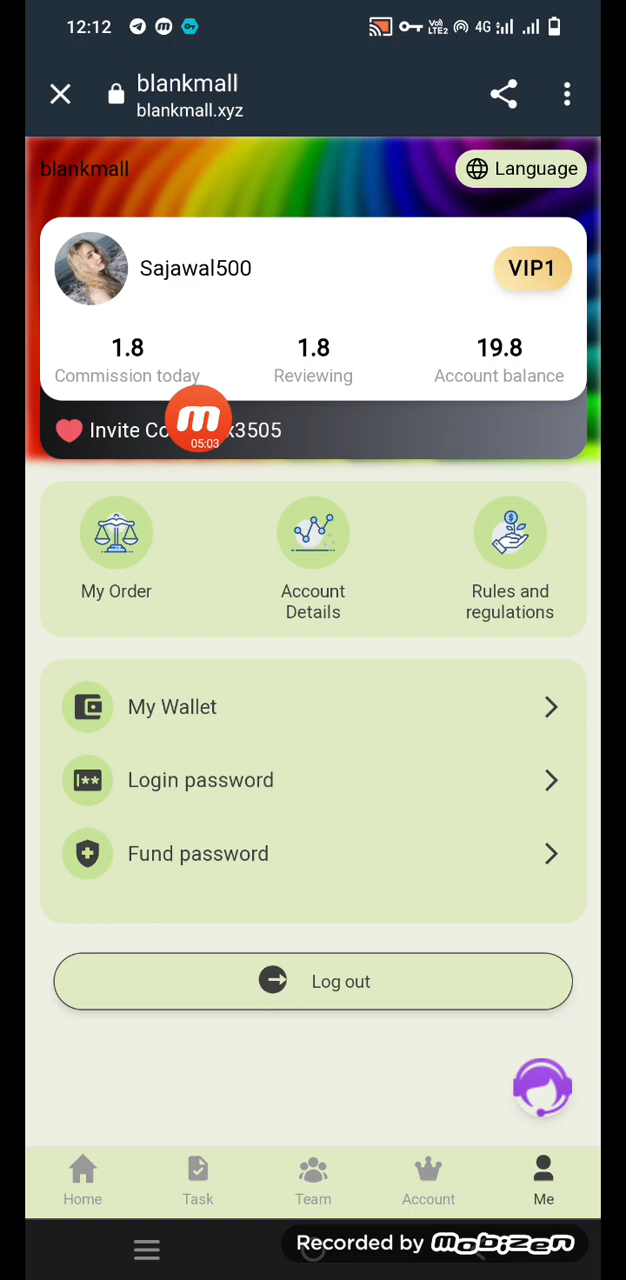 12:12 4G
blankmall
blankmall.xyz
blankmall Language
Sajawal500 VIP1
1.8 1.8 19.8
Commission today Reviewing Account balance
Invite Co x3505
m
05:03
My Order Account Details Rules and regulations
My Wallet
Login password
Fund password
Log out
Home Task Team Account Me
Recorded by mobizen